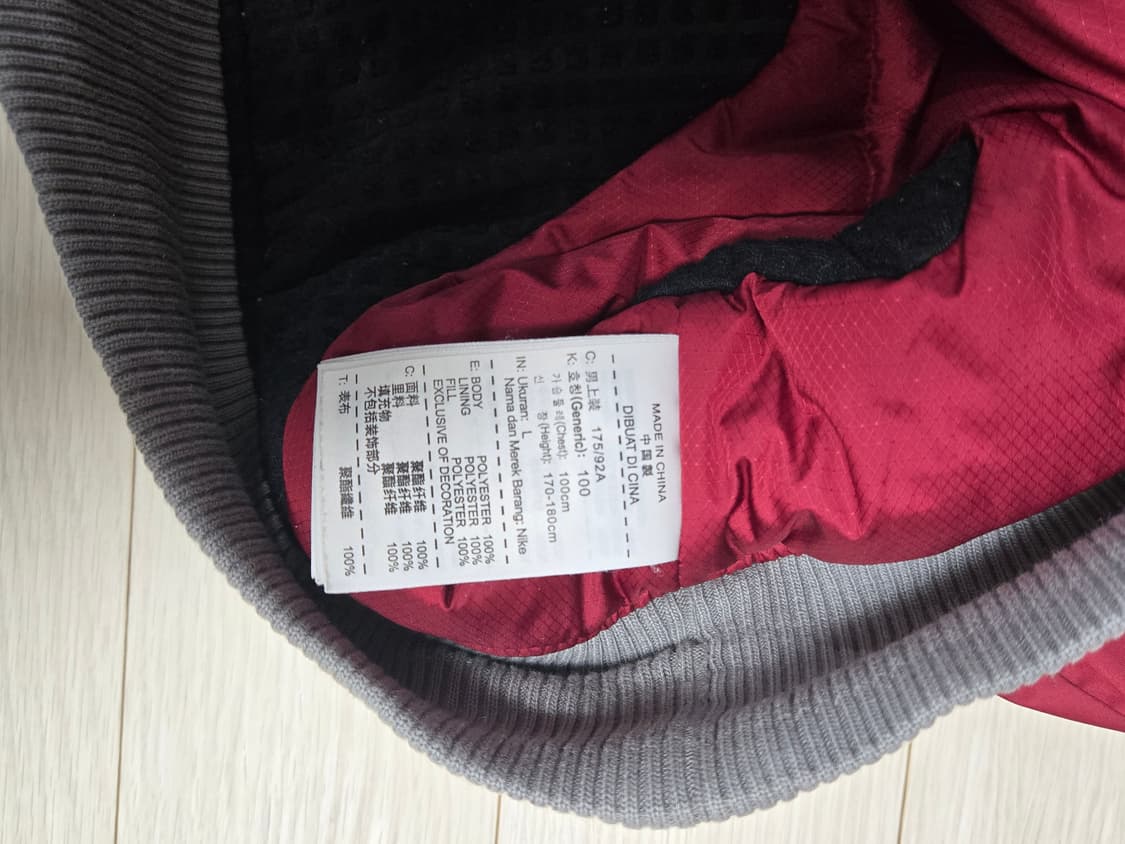 MADE IN CHINA
中国製
DIBUAT DI CINA
C: 男上装 175/92A
K: 호칭(Generic): 100
가슴둘레(Chest): 100cm
신 장(Height): 170-180cm
IN: Ukuran: L
Nama dan Merek Barang: Nike
E: BODY POLYESTER 100%
LINING POLYESTER 100%
FILL POLYESTER 100%
EXCLUSIVE OF DECORATION
C: 面料 聚酯纤维 100%
里料 聚酯纤维 100%
填充物 聚酯纤维 100%
不包括装饰部分
T: 表布 聚酯纖維 100%